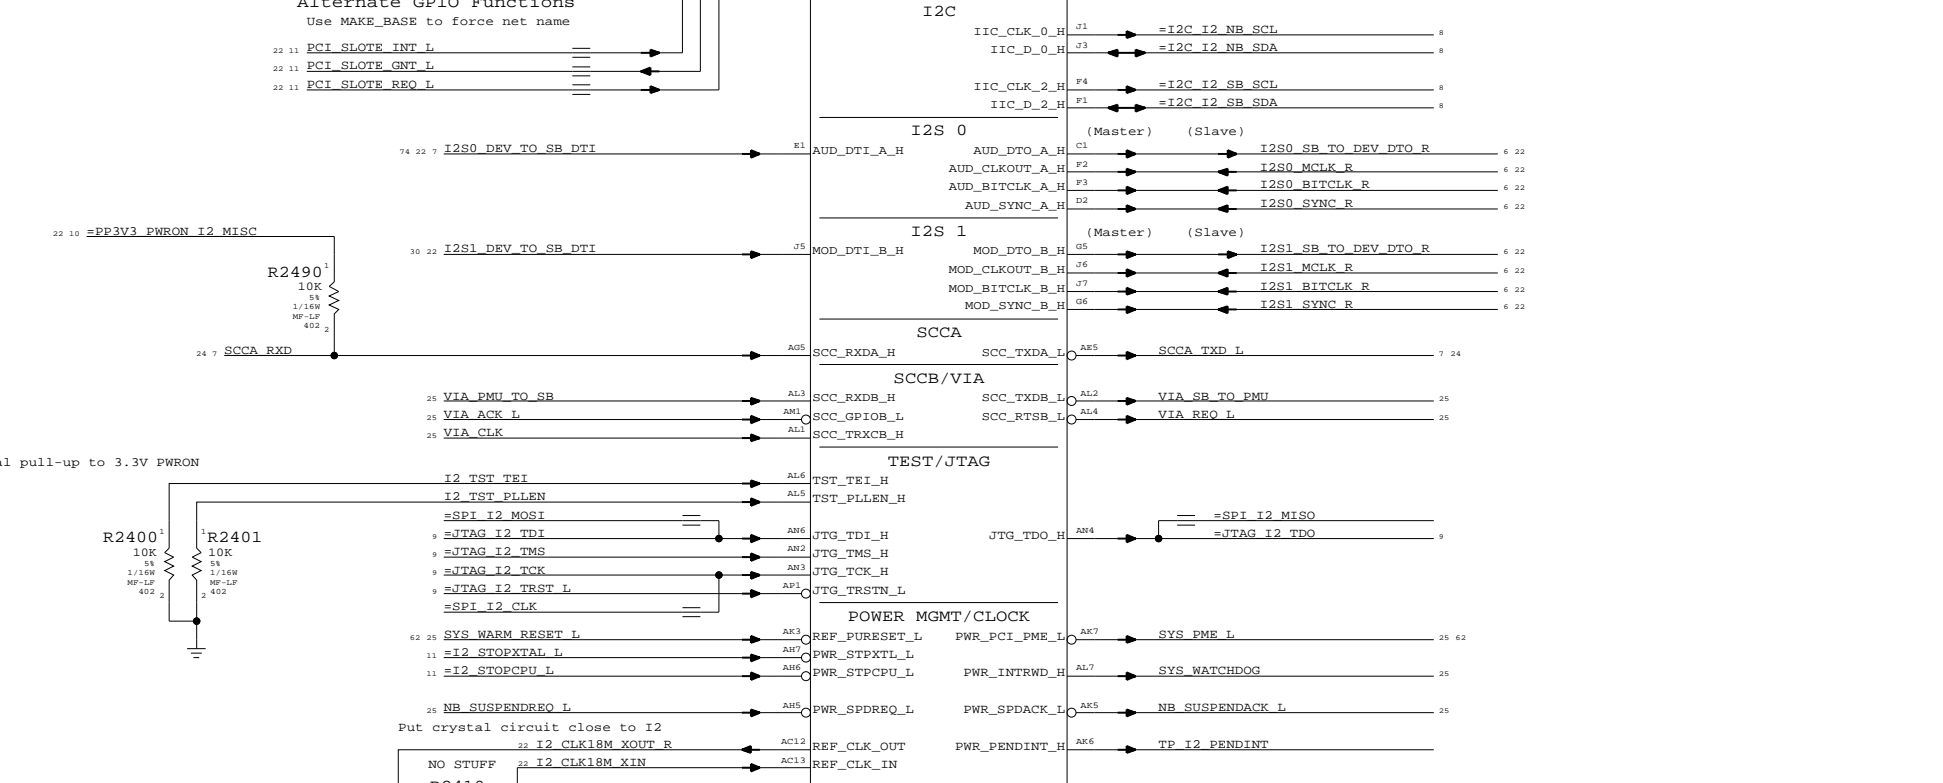 Alternate GPIO Functions
Use MAKE_BASE to force net name
22 11 PCI_SLOTE_INT_L
22 11 PCI_SLOTE_GNT_L
22 11 PCI_SLOTE_REQ_L
I2C
IIC_CLK_0_H J1 =I2C_I2_NB_SCL 8
IIC_D_0_H J3 =I2C_I2_NB_SDA 8
IIC_CLK_2_H F4 =I2C_I2_SB_SCL 8
IIC_D_2_H F1 =I2C_I2_SB_SDA 8
I2S 0 (Master) (Slave)
74 22 7 I2S0_DEV_TO_SB_DTI E1 AUD_DTI_A_H AUD_DTO_A_H C1 I2S0_SB_TO_DEV_DTO_R 6 22
AUD_CLKOUT_A_H F2 I2S0_MCLK_R 6 22
AUD_BITCLK_A_H F3 I2S0_BITCLK_R 6 22
AUD_SYNC_A_H D2 I2S0_SYNC_R 6 22
22 10 =PP3V3_PWRON_I2_MISC
I2S 1 (Master) (Slave)
30 22 I2S1_DEV_TO_SB_DTI J5 MOD_DTI_B_H MOD_DTO_B_H G5 I2S1_SB_TO_DEV_DTO_R 6 22
MOD_CLKOUT_B_H J6 I2S1_MCLK_R 6 22
MOD_BITCLK_B_H J7 I2S1_BITCLK_R 6 22
MOD_SYNC_B_H G6 I2S1_SYNC_R 6 22
R2490 1
10K
5%
1/16W
MF-LF
402 2
SCCA
24 7 SCCA_RXD AG5 SCC_RXDA_H SCC_TXDA_L AE5 SCCA_TXD_L 7 24
SCCB/VIA
25 VIA_PMU_TO_SB AL3 SCC_RXDB_H SCC_TXDB_L AL2 VIA_SB_TO_PMU 25
25 VIA_ACK_L AM1 SCC_GPIOB_L SCC_RTSB_L AL4 VIA_REQ_L 25
25 VIA_CLK AL1 SCC_TRXCB_H
al pull-up to 3.3V PWRON
TEST/JTAG
I2_TST_TEI AL6 TST_TEI_H
I2_TST_PLLEN AL5 TST_PLLEN_H
=SPI_I2_MOSI =SPI_I2_MISO
9 =JTAG_I2_TDI AN6 JTG_TDI_H JTG_TDO_H AN4 =JTAG_I2_TDO 9
9 =JTAG_I2_TMS AN2 JTG_TMS_H
9 =JTAG_I2_TCK AN3 JTG_TCK_H
9 =JTAG_I2_TRST_L AP1 JTG_TRSTN_L
=SPI_I2_CLK
R2400 1 1 R2401
10K 10K
5% 5%
1/16W 1/16W
MF-LF MF-LF
402 2 2 402
POWER MGMT/CLOCK
62 25 SYS_WARM_RESET_L AK3 REF_PURESET_L PWR_PCI_PME_L AK7 SYS_PME_L 25 62
11 =I2_STOPXTAL_L AH7 PWR_STPXTL_L
11 =I2_STOPCPU_L AH6 PWR_STPCPU_L PWR_INTRWD_H AL7 SYS_WATCHDOG 25
25 NB_SUSPENDREQ_L AH5 PWR_SPDREQ_L PWR_SPDACK_L AK5 NB_SUSPENDACK_L 25
Put crystal circuit close to I2
22 I2_CLK18M_XOUT_R AC12 REF_CLK_OUT PWR_PENDINT_H AK6 TP_I2_PENDINT
NO STUFF 22 I2_CLK18M_XIN AC13 REF_CLK_IN